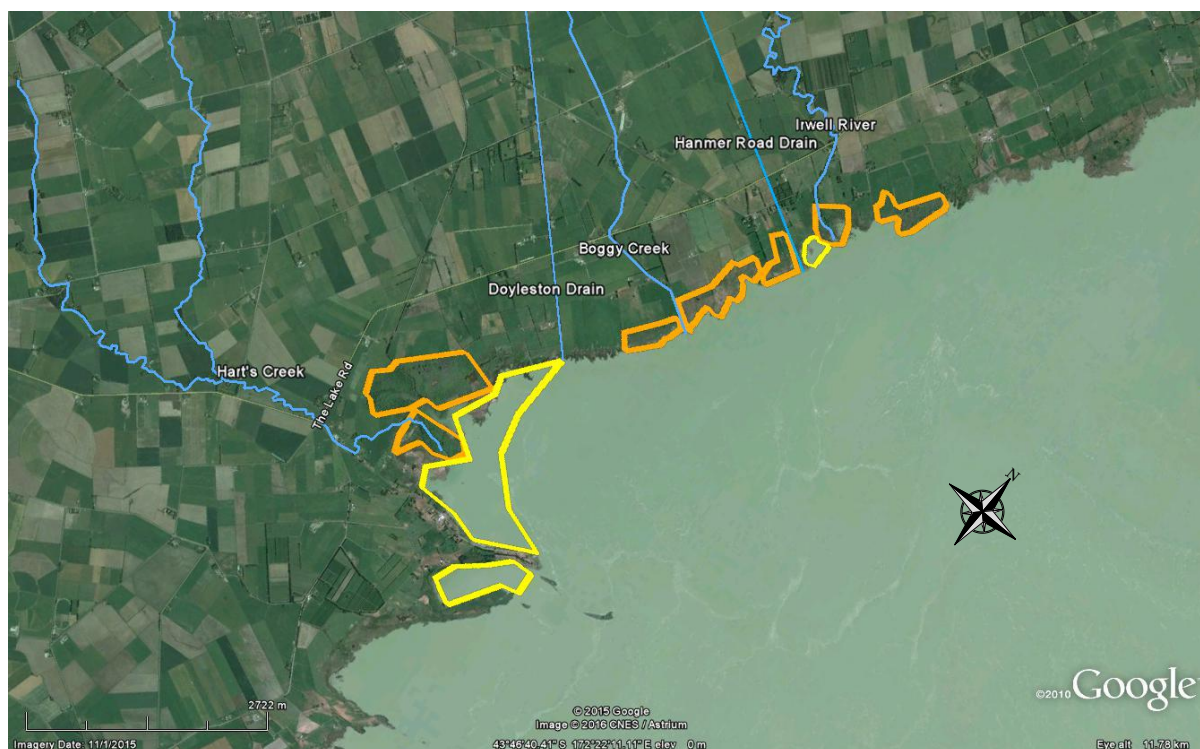 Irwell River
Hanmer Road Drain
Boggy Creek
Doyleston Drain
Hart's Creek
The Lake Rd
N
2722 m
©2010 Google
© 2015 Google
Image © 2016 CNES / Astrium
Imagery Date: 11/1/2015
43°46'40.41" S 172°22'11.11" E elev 0 m
Eye alt 11.78 km